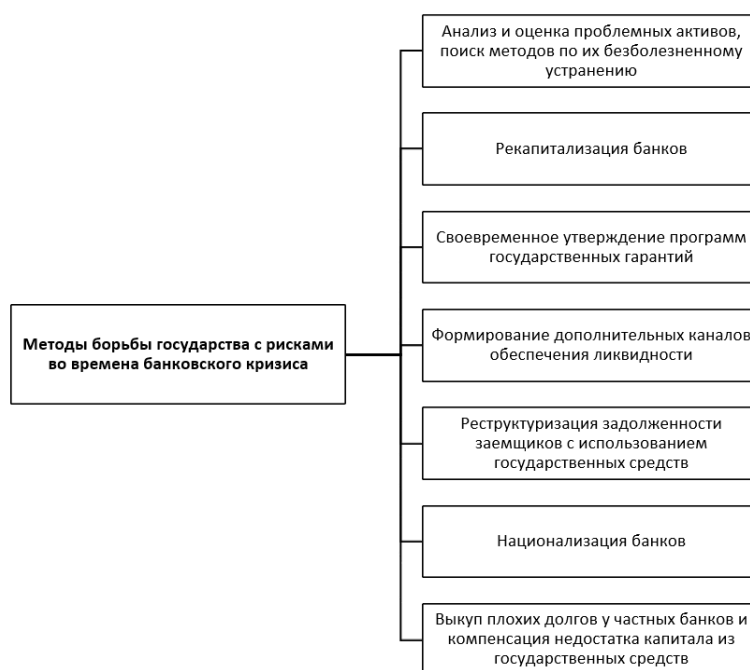 Анализ и оценка проблемных активов,
поиск методов по их безболезненному
устранению
Рекапитализация банков
Своевременное утверждение программ
государственных гарантий
Методы борьбы государства с рисками
во времена банковского кризиса
Формирование дополнительных каналов
обеспечения ликвидности
Реструктуризация задолженности
заемщиков с использованием
государственных средств
Национализация банков
Выкуп плохих долгов у частных банков и
компенсация недостатка капитала из
государственных средств